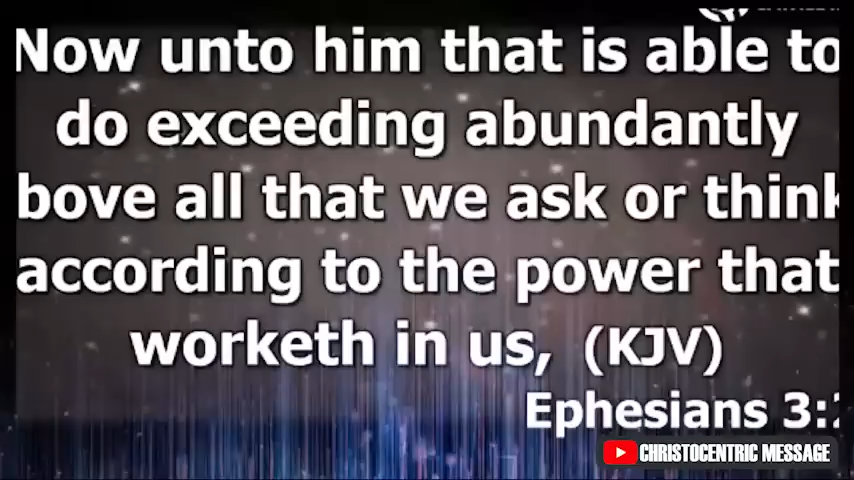 Now unto him that is able to
do exceeding abundantly
bove all that we ask or think
according to the power that
worketh in us, (KJV)
Ephesians 3:
CHRISTOCENTRIC MESSAGE